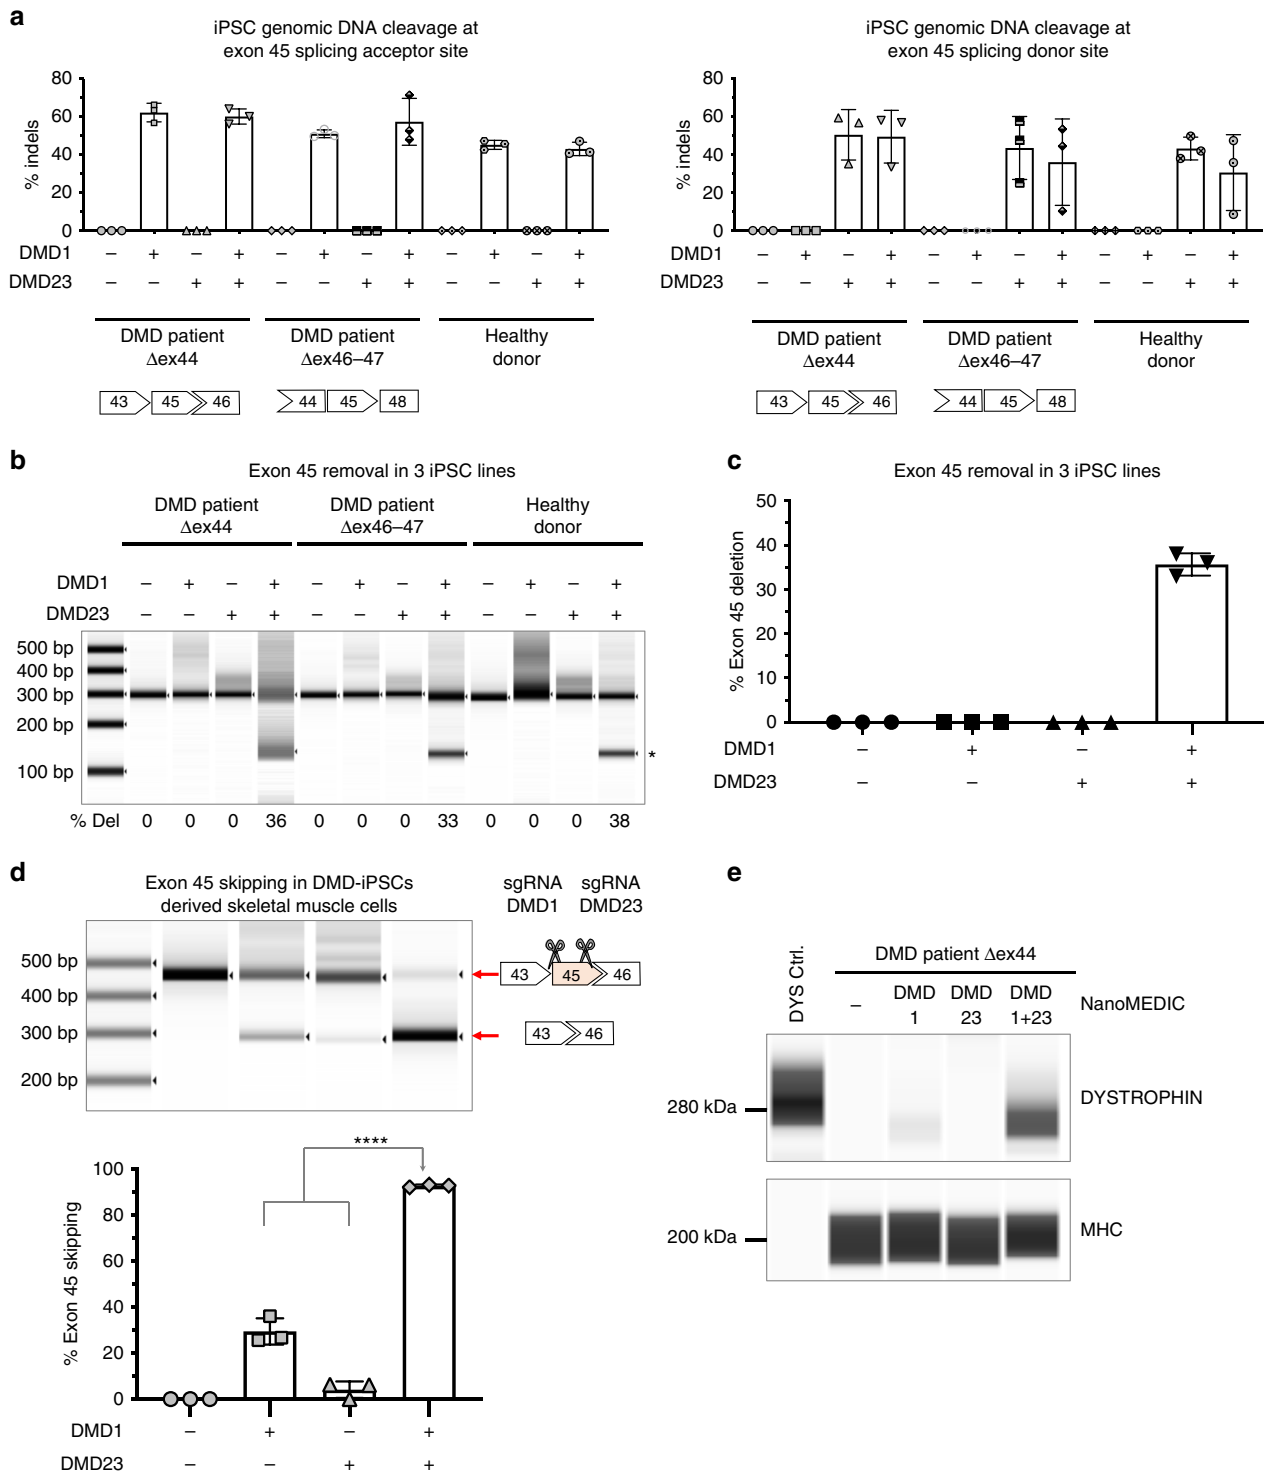 a
iPSC genomic DNA cleavage at
exon 45 splicing acceptor site
% indels
80
60
40
20
0
DMD1 – + – + – + – + – + – +
DMD23 – – + + – – + + – – + +
DMD patient
Δex44
DMD patient
Δex46–47
Healthy
donor
43 45 46
44 45 48
iPSC genomic DNA cleavage at
exon 45 splicing donor site
% indels
80
60
40
20
0
DMD1 – + – + – + – + – + – +
DMD23 – – + + – – + + – – + +
DMD patient
Δex44
DMD patient
Δex46–47
Healthy
donor
43 45 46
44 45 48
b
Exon 45 removal in 3 iPSC lines
DMD patient
Δex44
DMD patient
Δex46–47
Healthy
donor
DMD1 – + – + – + – + – + – +
DMD23 – – + + – – + + – – + +
500 bp
400 bp
300 bp
200 bp
100 bp
*
% Del 0 0 0 36 0 0 0 33 0 0 0 38
c
Exon 45 removal in 3 iPSC lines
% Exon 45 deletion
50
40
30
20
10
0
DMD1 – + – +
DMD23 – – + +
d
Exon 45 skipping in DMD-iPSCs
derived skeletal muscle cells
sgRNA
DMD1
sgRNA
DMD23
500 bp
400 bp
300 bp
200 bp
43 45 46
43 46
% Exon 45 skipping
100
80
60
40
20
0
****
DMD1 – + – +
DMD23 – – + +
e
DYS Ctrl.
DMD patient Δex44
– DMD 1 DMD 23 DMD 1+23 NanoMEDIC
280 kDa
DYSTROPHIN
200 kDa
MHC